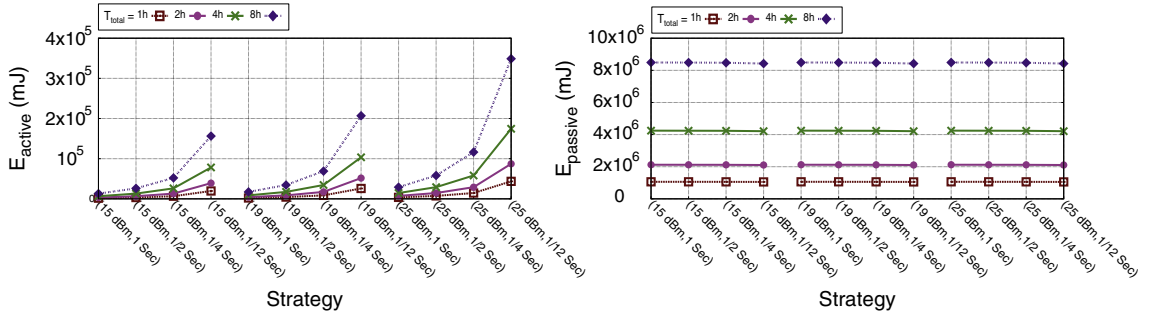 T_total = 1h 2h 4h 8h
4x10^5
3x10^5
2x10^5
10^5
0
E_active (mJ)
(15 dBm,1 Sec)
(15 dBm,1/2 Sec)
(15 dBm,1/4 Sec)
(15 dBm,1/12 Sec)
(19 dBm,1 Sec)
(19 dBm,1/2 Sec)
(19 dBm,1/4 Sec)
(19 dBm,1/12 Sec)
(25 dBm,1 Sec)
(25 dBm,1/2 Sec)
(25 dBm,1/4 Sec)
(25 dBm,1/12 Sec)
Strategy
T_total = 1h 2h 4h 8h
10x10^6
8x10^6
6x10^6
4x10^6
2x10^6
0
E_passive (mJ)
(15 dBm,1 Sec)
(15 dBm,1/2 Sec)
(15 dBm,1/4 Sec)
(15 dBm,1/12 Sec)
(19 dBm,1 Sec)
(19 dBm,1/2 Sec)
(19 dBm,1/4 Sec)
(19 dBm,1/12 Sec)
(25 dBm,1 Sec)
(25 dBm,1/2 Sec)
(25 dBm,1/4 Sec)
(25 dBm,1/12 Sec)
Strategy